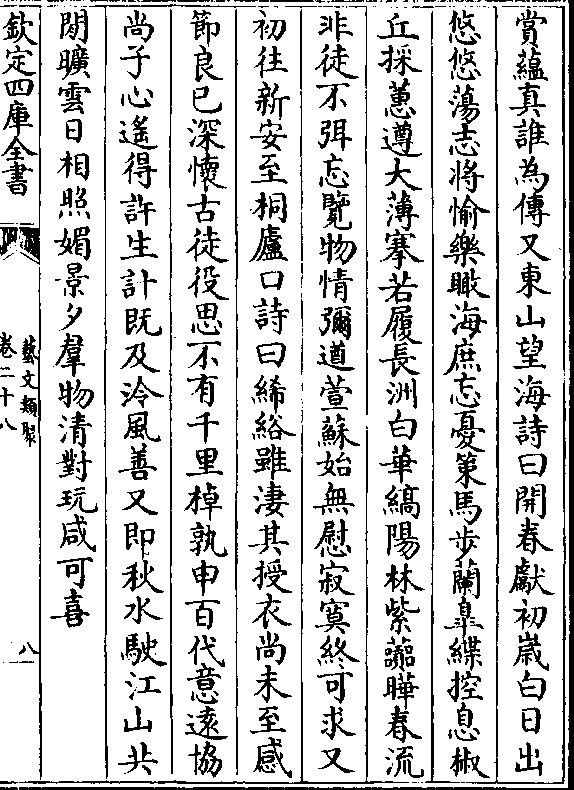 賞蘊真誰為傳又東山望海詩曰開春獻初嵗白日出
悠悠蕩志將愉樂瞰海庶忘憂策馬步蘭臯緤控息椒
丘採蕙遵大薄搴若履長洲白華縞陽林紫虈曄春流
非徒不弭忘覽物情彌遒萱蘇始無慰寂寞終可求又
初往新安至桐廬口詩曰絺綌雖淒其授衣尚未至感
節良已深懷古徒役思不有千里棹孰申百代意遠協
尚子心遙得許生計既及泠風善又即秋水駛江山共
開曠雲日相照媚景夕羣物清對玩咸可喜
欽定四庫全書
藝文類聚
卷二十八
八